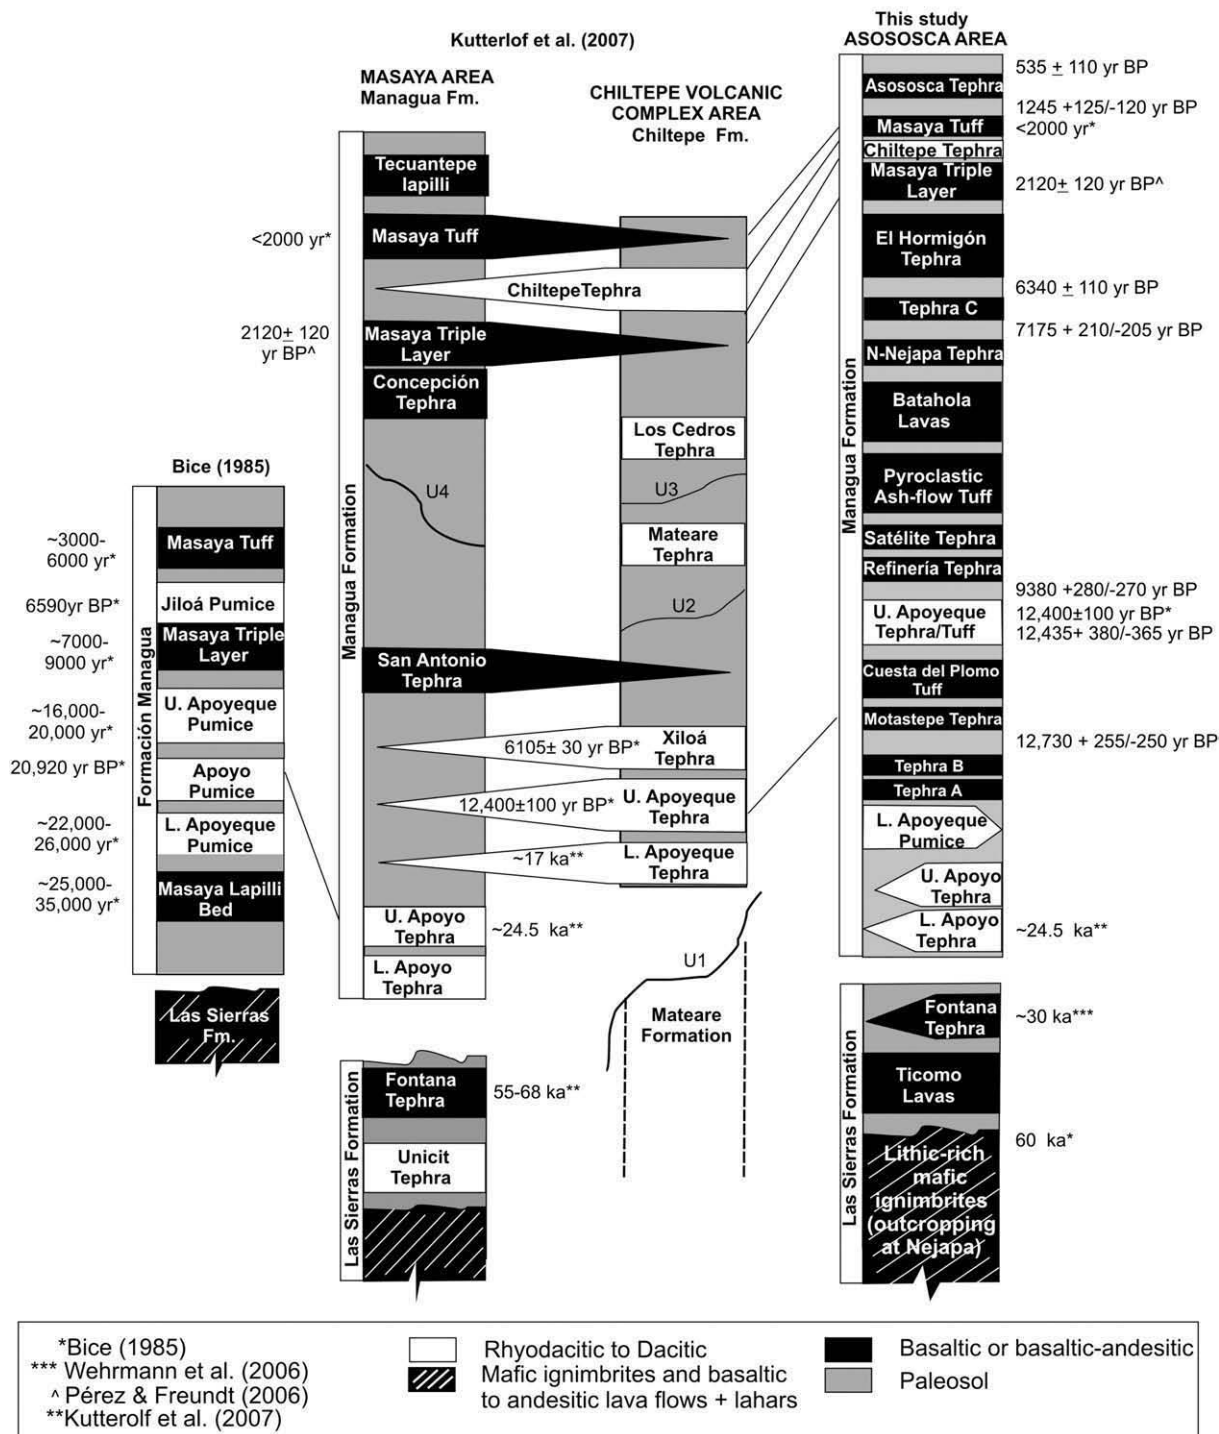 Bice (1985)
Formación Managua
~3000-
6000 yr*
Masaya Tuff
6590yr BP*
Jiloá Pumice
~7000-
9000 yr*
Masaya Triple
Layer
~16,000-
20,000 yr*
U. Apoyeque
Pumice
20,920 yr BP*
Apoyo
Pumice
~22,000-
26,000 yr*
L. Apoyeque
Pumice
~25,000-
35,000 yr*
Masaya Lapilli
Bed
Las Sierras
Fm.
Kutterlof et al. (2007)
MASAYA AREA
Managua Fm.
Managua Formation
Tecuantepe
lapilli
<2000 yr*
Masaya Tuff
2120± 120
yr BP^
Masaya Triple
Layer
Concepción
Tephra
U4
San Antonio
Tephra
U. Apoyo
Tephra
~24.5 ka**
L. Apoyo
Tephra
Las Sierras Formation
Fontana
Tephra
55-68 ka**
Unicit
Tephra
CHILTEPE VOLCANIC
COMPLEX AREA
Chiltepe Fm.
ChiltepeTephra
Los Cedros
Tephra
U3
Mateare
Tephra
U2
6105± 30 yr BP*
Xiloá
Tephra
12,400±100 yr BP*
U. Apoyeque
Tephra
~17 ka**
L. Apoyeque
Tephra
U1
Mateare
Formation
This study
ASOSOSCA AREA
Managua Formation
535 ± 110 yr BP
Asososca Tephra
1245 +125/-120 yr BP
Masaya Tuff
<2000 yr*
Chiltepe Tephra
Masaya Triple
Layer
2120± 120 yr BP^
El Hormigón
Tephra
6340 ± 110 yr BP
Tephra C
7175 + 210/-205 yr BP
N-Nejapa Tephra
Batahola
Lavas
Pyroclastic
Ash-flow Tuff
Satélite Tephra
Refinería Tephra
9380 +280/-270 yr BP
U. Apoyeque
Tephra/Tuff
12,400±100 yr BP*
12,435+ 380/-365 yr BP
Cuesta del Plomo
Tuff
Motastepe Tephra
12,730 + 255/-250 yr BP
Tephra B
Tephra A
L. Apoyeque
Pumice
U. Apoyo
Tephra
L. Apoyo
Tephra
~24.5 ka**
Las Sierras Formation
Fontana
Tephra
~30 ka***
Ticomo
Lavas
60 ka*
Lithic-rich
mafic
ignimbrites
(outcropping
at Nejapa)
*Bice (1985)
*** Wehrmann et al. (2006)
^ Pérez & Freundt (2006)
**Kutterolf et al. (2007)
Rhyodacitic to Dacitic
Mafic ignimbrites and basaltic
to andesitic lava flows + lahars
Basaltic or basaltic-andesitic
Paleosol